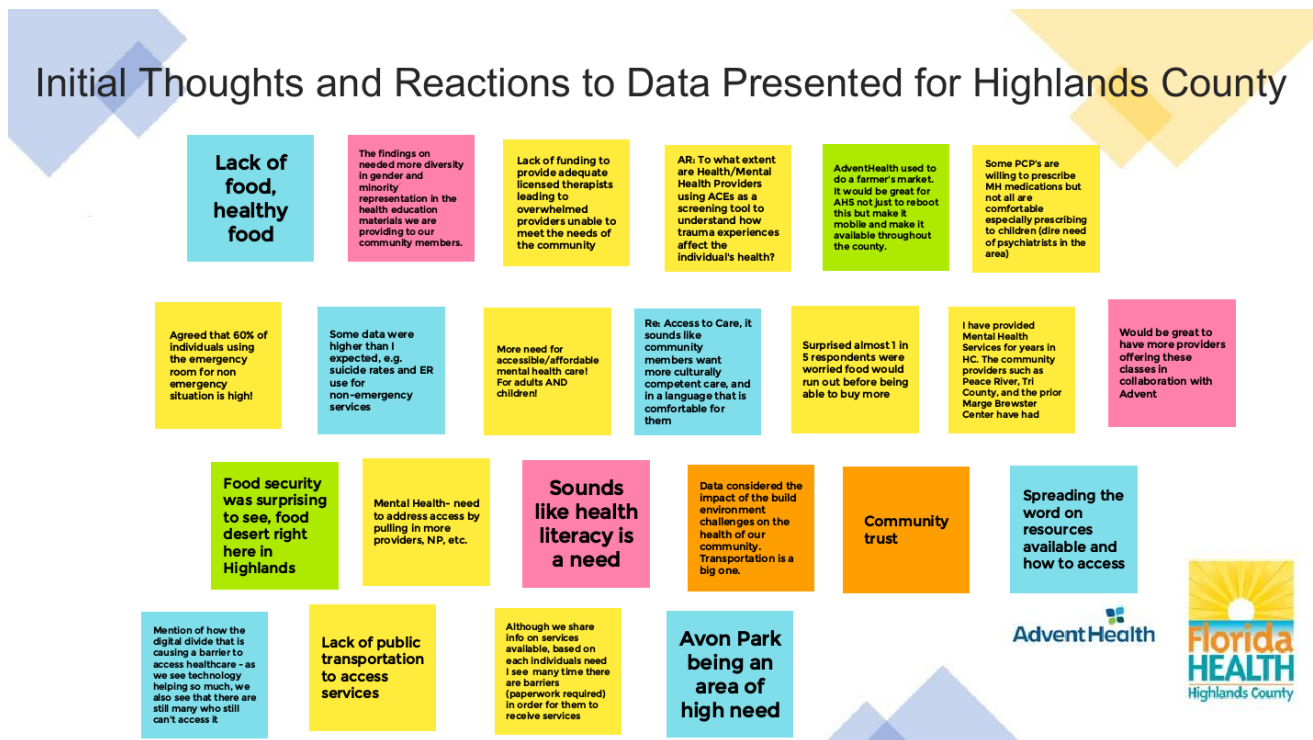 Initial Thoughts and Reactions to Data Presented for Highlands County
Lack of
food,
healthy
food
The findings on
needed more diversity
in gender and
minority
representation in the
health education
materials we are
providing to our
community members.
Lack of funding to
provide adequate
licensed therapists
leading to
overwhelmed
providers unable to
meet the needs of
the community
AR: To what extent
are Health/Mental
Health Providers
using ACEs as a
screening tool to
understand how
trauma experiences
affect the
individual's health?
AdventHealth used to
do a farmer's market.
It would be great for
AHS not just to reboot
this but make it
mobile and make it
available throughout
the county.
Some PCP's are
willing to prescribe
MH medications but
not all are
comfortable
especially prescribing
to children (dire need
of psychiatrists in the
area)
Agreed that 60% of
individuals using
the emergency
room for non
emergency
situation is high!
Some data were
higher than I
expected, e.g.
suicide rates and ER
use for
non-emergency
services
More need for
accessible/affordable
mental health care!
For adults AND
children!
Re: Access to Care, it
sounds like
community
members want
more culturally
competent care, and
in a language that is
comfortable for
them
Surprised almost 1 in
5 respondents were
worried food would
run out before being
able to buy more
I have provided
Mental Health
Services for years in
HC. The community
providers such as
Peace River, Tri
County, and the prior
Marge Brewster
Center have had
Would be great to
have more providers
offering these
classes in
collaboration with
Advent
Food security
was surprising
to see, food
desert right
here in
Highlands
Mental Health- need
to address access by
pulling in more
providers, NP, etc.
Sounds
like health
literacy is
a need
Data considered the
impact of the build
environment
challenges on the
health of our
community.
Transportation is a
big one.
Community
trust
Spreading the
word on
resources
available and
how to access
Mention of how the
digital divide that is
causing a barrier to
access healthcare - as
we see technology
helping so much, we
also see that there are
still many who still
can't access it
Lack of public
transportation
to access
services
Although we share
info on services
available, based on
each individuals need
I see many time there
are barriers
(paperwork required)
in order for them to
receive services
Avon Park
being an
area of
high need
AdventHealth
Florida
HEALTH
Highlands County